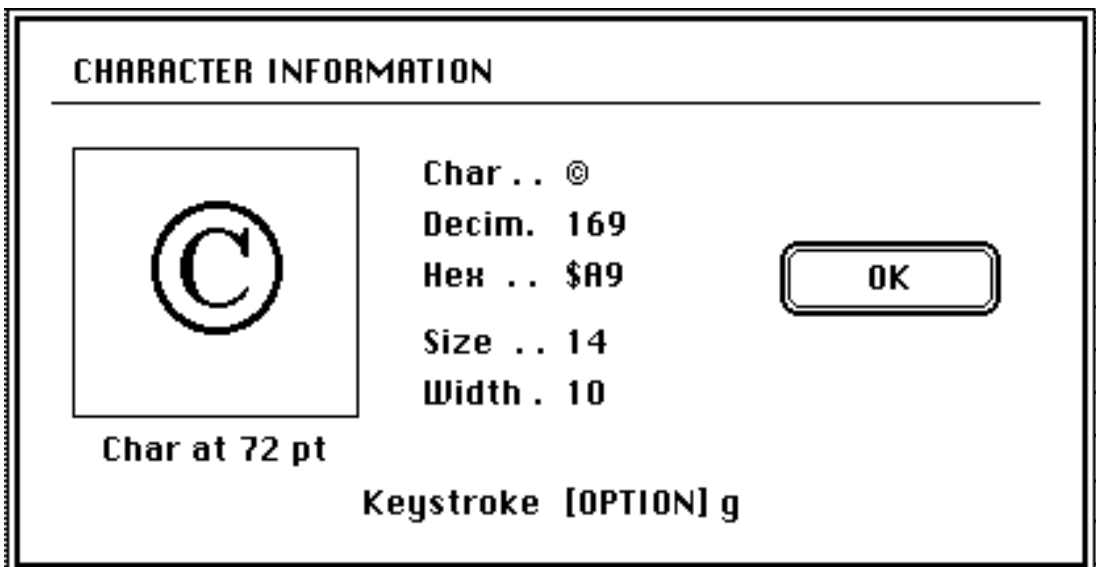 CHARACTER INFORMATION
©
Char at 72 pt
Char . . ©
Decim. 169
Hex . . $A9
Size . . 14
Width . 10
Keystroke [OPTION] g
OK